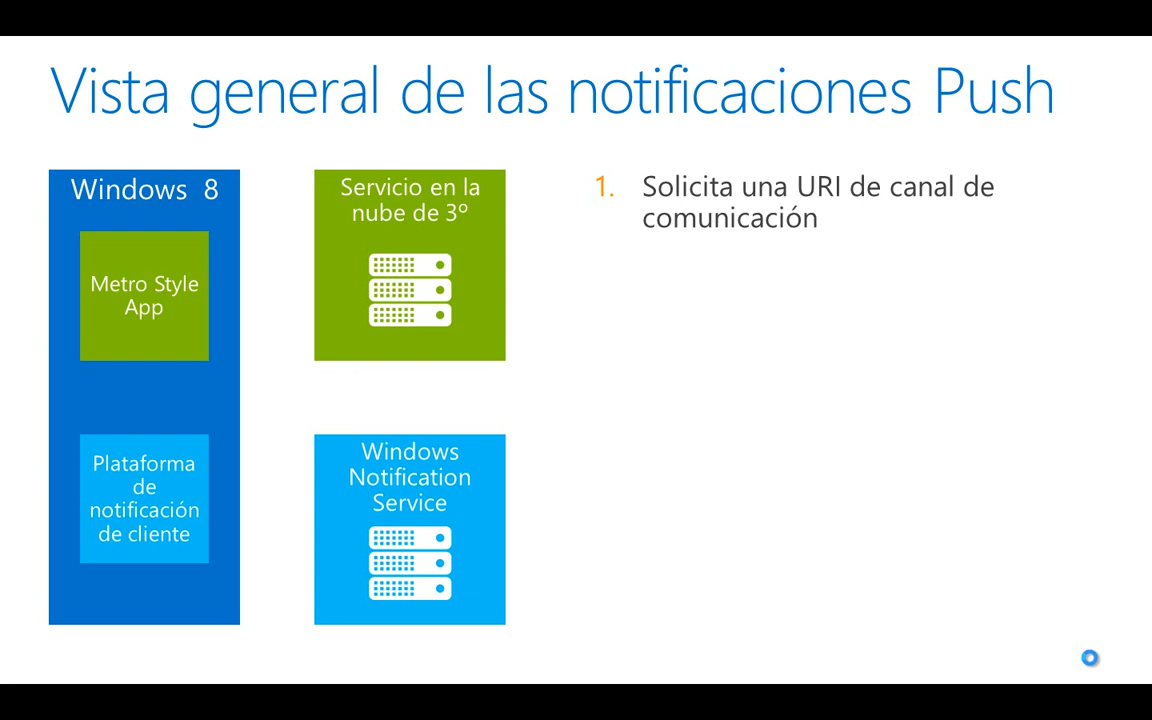 Vista general de las notificaciones Push
Windows 8
Metro Style
App
Plataforma
de
notificación
de cliente
Servicio en la
nube de 3º
Windows
Notification
Service
1. Solicita una URI de canal de
comunicación